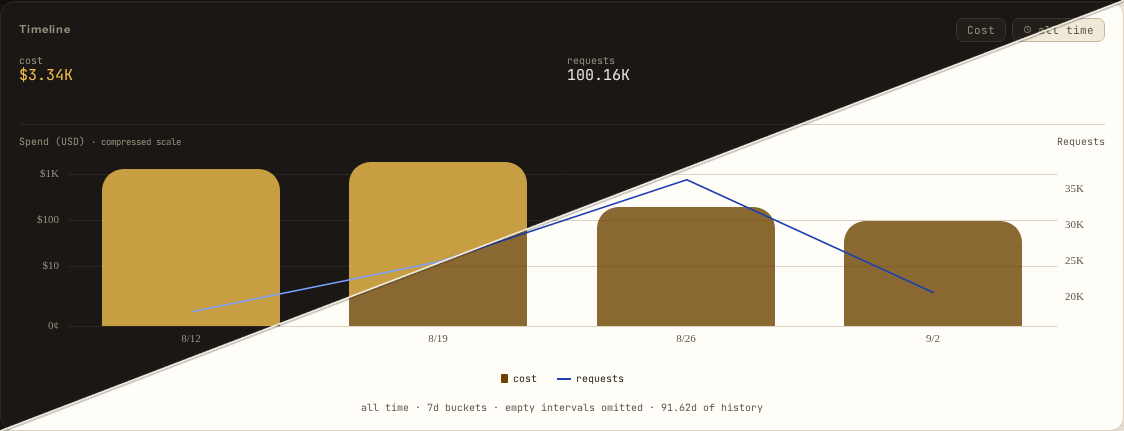 Timeline
Cost
all time
cost
requests
$3.34K
100.16K
Spend (USD) · compressed scale
Requests
$1K
35K
$100
30K
25K
$10
20K
0¢
8/12
8/19
8/26
9/2
cost
requests
all time · 7d buckets · empty intervals omitted · 91.62d of history